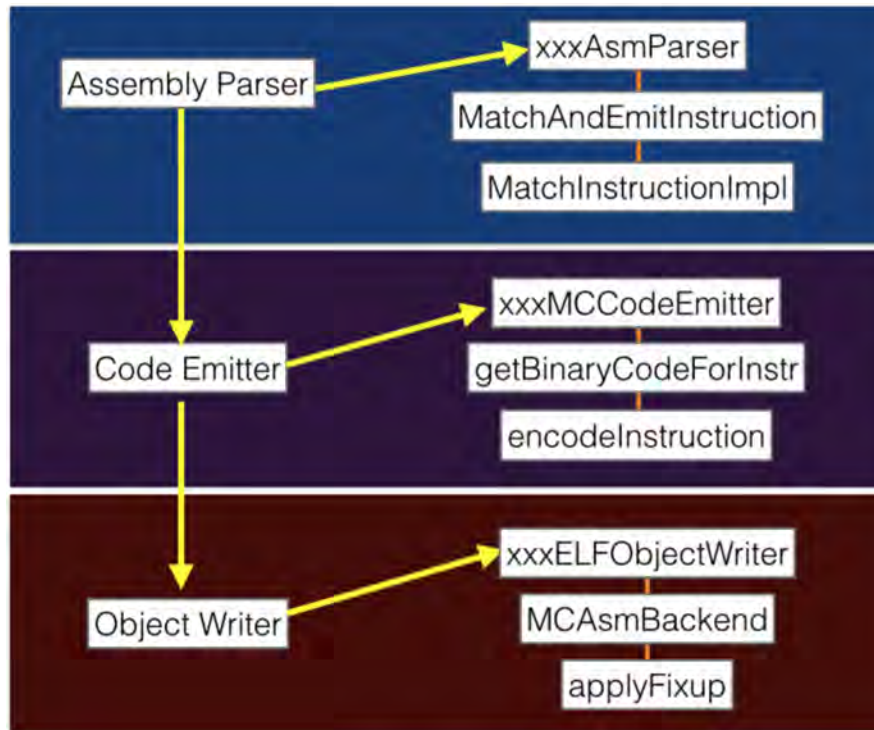 Assembly Parser
xxxAsmParser
MatchAndEmitInstruction
MatchInstructionImpl
Code Emitter
xxxMCCodeEmitter
getBinaryCodeForInstr
encodeInstruction
Object Writer
xxxELFObjectWriter
MCAsmBackend
applyFixup